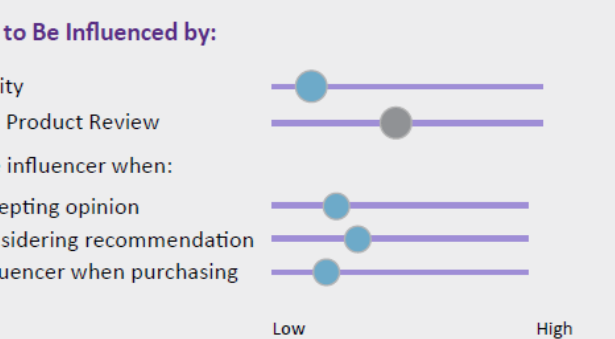 to Be Influenced by:
ity
Product Review
influencer when:
epting opinion
sidering recommendation
uencer when purchasing
Low High